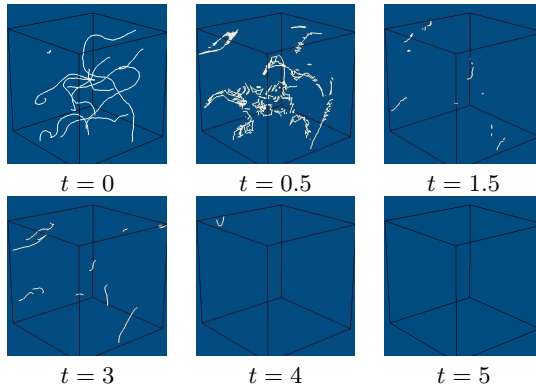 t = 0
t = 0.5
t = 1.5
t = 3
t = 4
t = 5